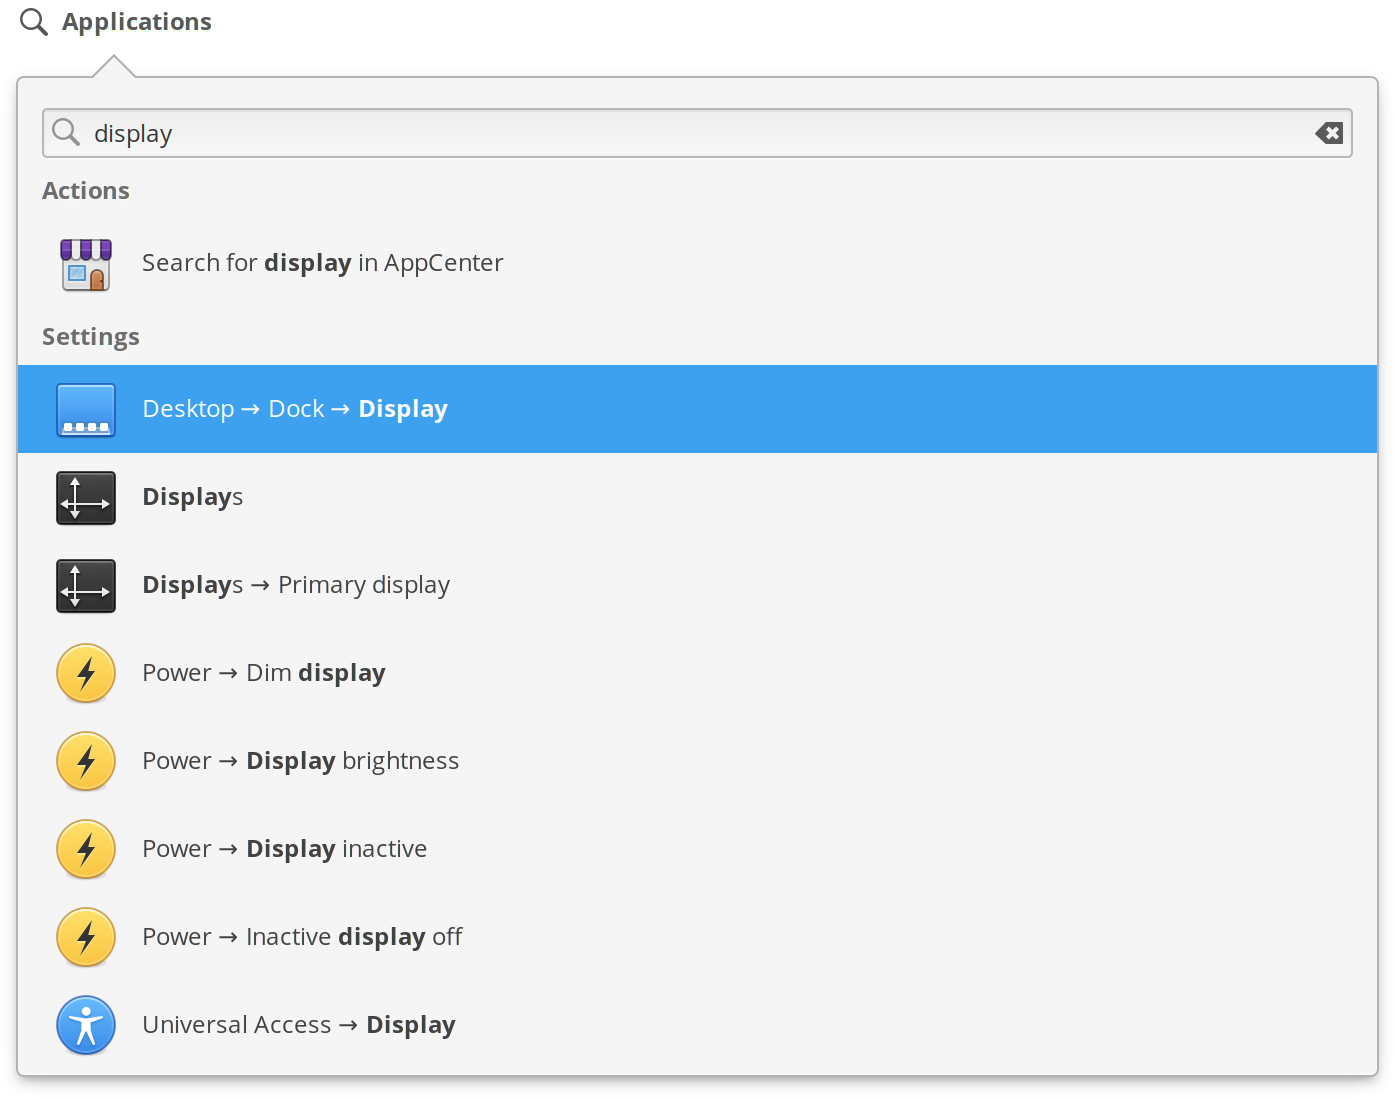 Applications
display
Actions
Search for display in AppCenter
Settings
Desktop → Dock → Display
Displays
Displays → Primary display
Power → Dim display
Power → Display brightness
Power → Display inactive
Power → Inactive display off
Universal Access → Display